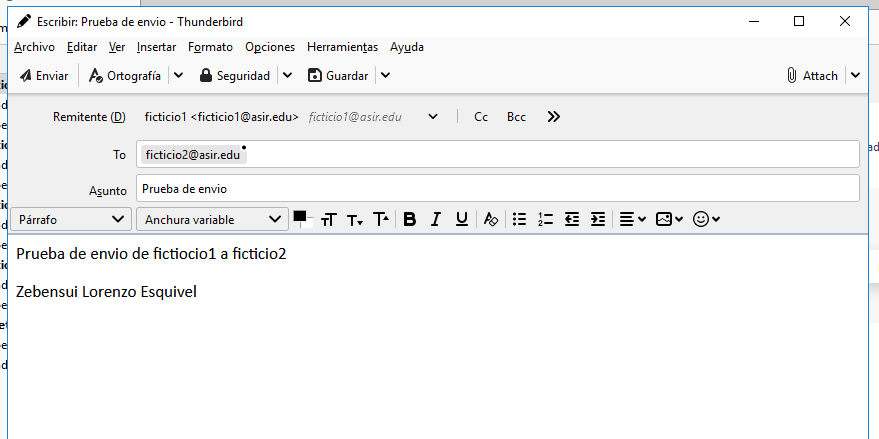 Escribir: Prueba de envio - Thunderbird
Archivo Editar Ver Insertar Formato Opciones Herramientas Ayuda
Enviar Ortografía Seguridad Guardar Attach
Remitente (D) ficticio1 <ficticio1@asir.edu> ficticio1@asir.edu Cc Bcc
To ficticio2@asir.edu
Asunto Prueba de envio
Párrafo Anchura variable
Prueba de envio de fictiocio1 a ficticio2
Zebensui Lorenzo Esquivel